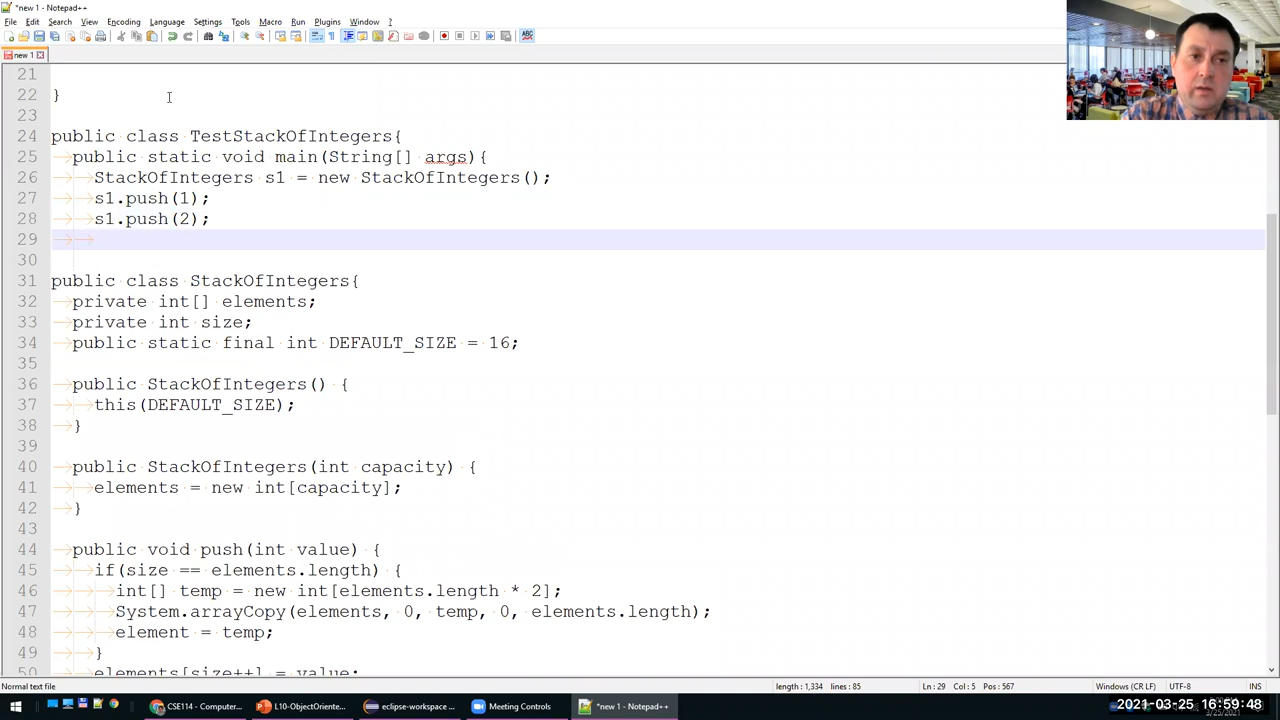 *new 1 - Notepad++
File Edit Search View Encoding Language Settings Tools Macro Run Plugins Window ?
new 1
21
22 }
23
24 public class TestStackOfIntegers{
25 public static void main(String[] args){
26 StackOfIntegers s1 = new StackOfIntegers();
27 s1.push(1);
28 s1.push(2);
29
30
31 public class StackOfIntegers{
32 private int[] elements;
33 private int size;
34 public static final int DEFAULT_SIZE = 16;
35
36 public StackOfIntegers() {
37 this(DEFAULT_SIZE);
38 }
39
40 public StackOfIntegers(int capacity) {
41 elements = new int[capacity];
42 }
43
44 public void push(int value) {
45 if(size == elements.length) {
46 int[] temp = new int[elements.length * 2];
47 System.arrayCopy(elements, 0, temp, 0, elements.length);
48 element = temp;
49 }
50 elements[size++] = value;
Normal text file length : 1,334 lines : 85 Ln : 29 Col : 5 Pos : 567 Windows (CR LF) UTF-8 INS
CSE114 - Computer... L10-ObjectOriente... eclipse-workspace ... Meeting Controls *new 1 - Notepad++
2021-03-25 16:59:48